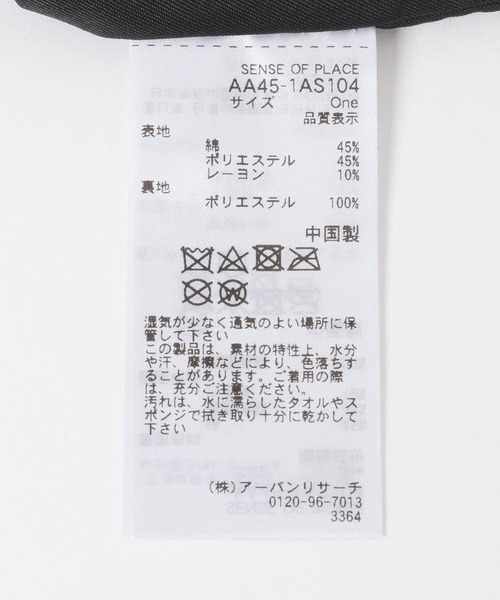 SENSE OF PLACE
AA45-1AS104
サイズ One
品質表示
表地
綿 45%
ポリエステル 45%
レーヨン 10%
裏地
ポリエステル 100%
中国製
湿気が少なく通気のよい場所に保
管して下さい
この製品は、素材の特性上、水分
や汗、摩擦などにより、色落ちす
ることがあります。ご着用の際
は、充分ご注意ください。
汚れは、水に濡らしたタオルやス
ポンジで拭き取り十分に乾かして
下さい
(株)アーバンリサーチ
0120-96-7013
3364